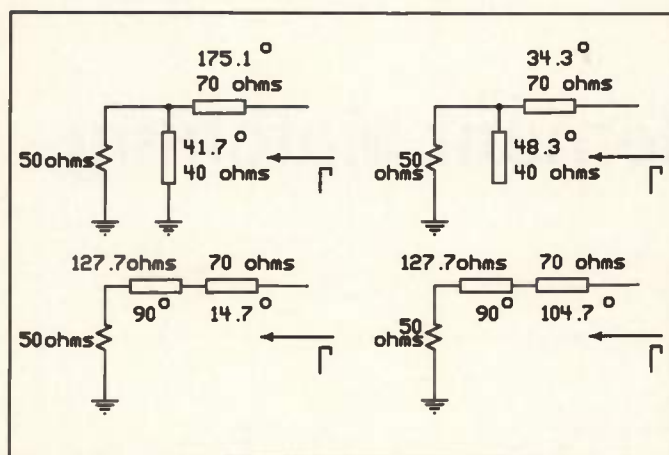 175.1°
70 ohms
50ohms
41.7°
40 ohms
Γ
34.3°
70 ohms
50
ohms
48.3°
40 ohms
Γ
127.7ohms 70 ohms
50ohms
90° 14.7°
Γ
127.7ohms 70 ohms
50
ohms
90° 104.7°
Γ